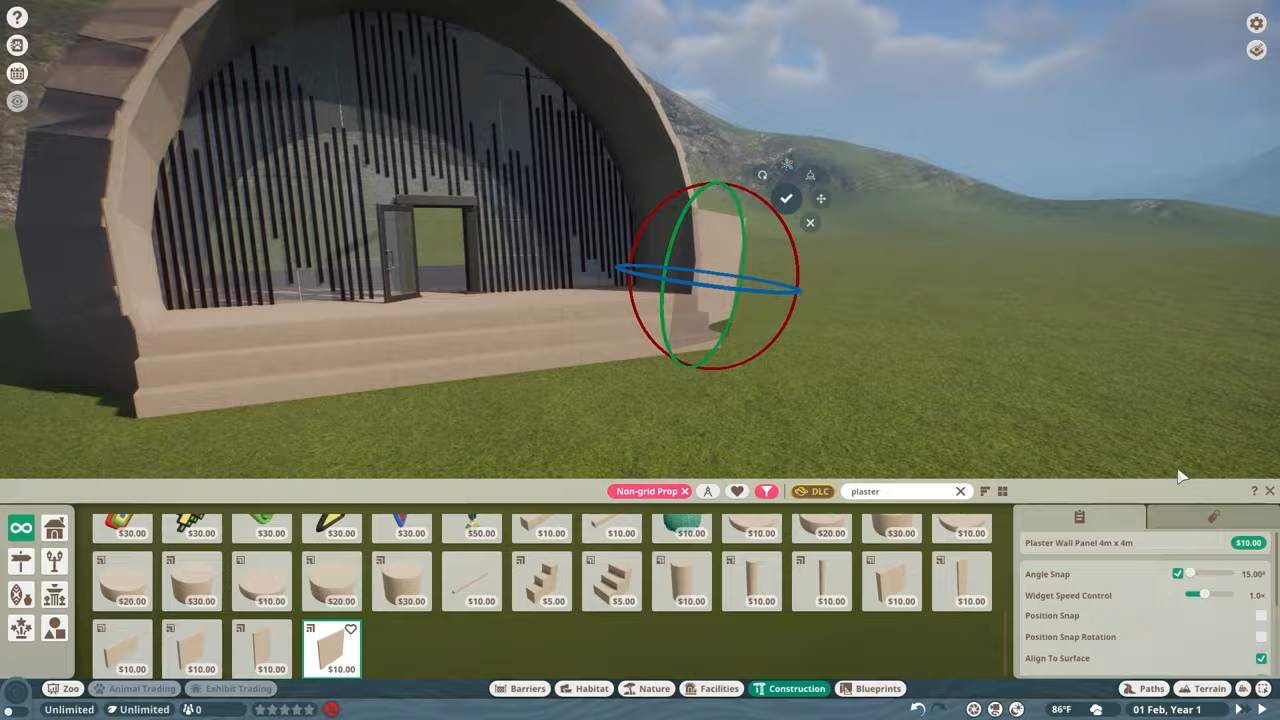 Non-grid Prop
DLC
plaster
$30.00 $30.00 $30.00 $30.00 $30.00 $50.00 $10.00 $10.00 $10.00 $10.00 $20.00 $30.00 $10.00
$20.00 $30.00 $10.00 $20.00 $30.00 $10.00 $5.00 $5.00 $10.00 $10.00 $10.00 $10.00 $10.00
$10.00 $10.00 $10.00 $10.00
Plaster Wall Panel 4m x 4m $10.00
Angle Snap 15.00°
Widget Speed Control 1.0×
Position Snap
Position Snap Rotation
Align To Surface
Zoo Animal Trading Exhibit Trading Barriers Habitat Nature Facilities Construction Blueprints Paths Terrain
Unlimited Unlimited 0 86°F 01 Feb, Year 1